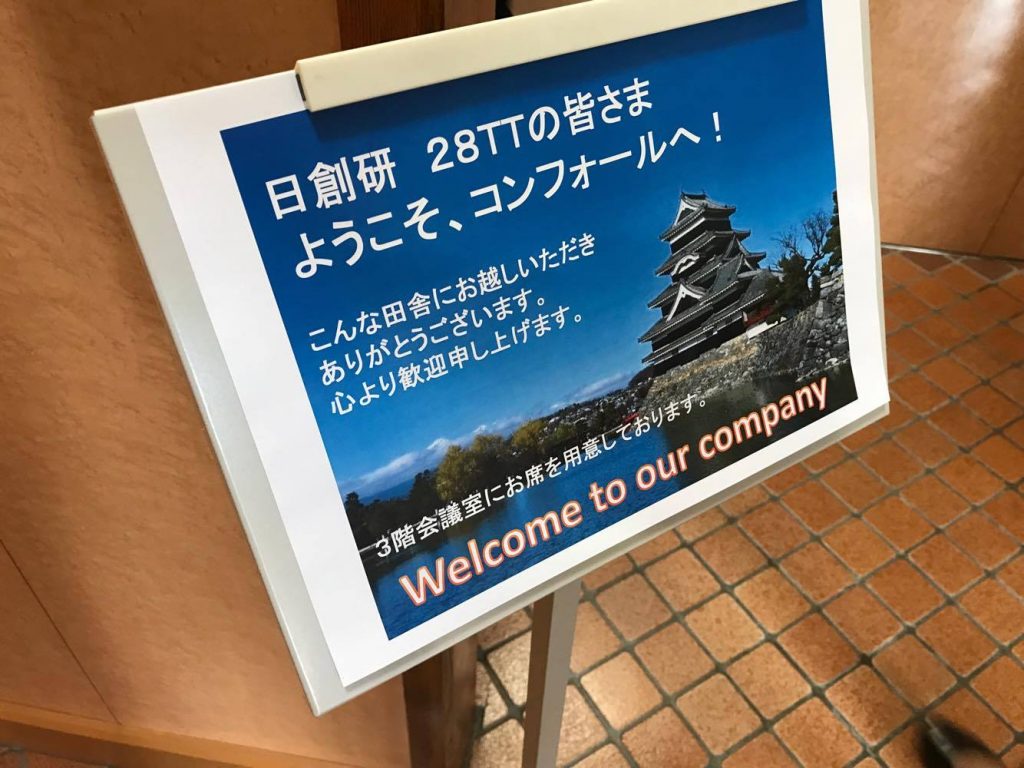 日創研　28TTの皆さま
ようこそ、コンフォールへ！
こんな田舎にお越しいただき
ありがとうございます。
心より歓迎申し上げます。
3階会議室にお席を用意しております。
Welcome to our company